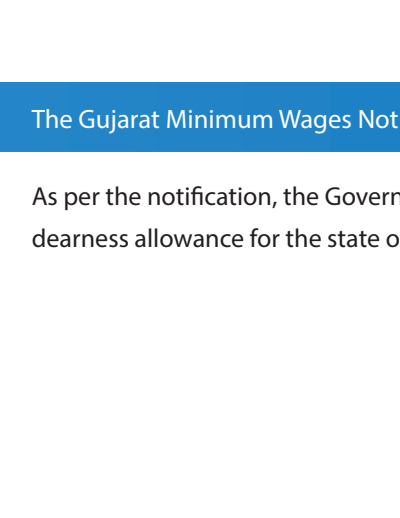 The Gujarat Minimum Wages Not
As per the notification, the Govern
dearness allowance for the state o